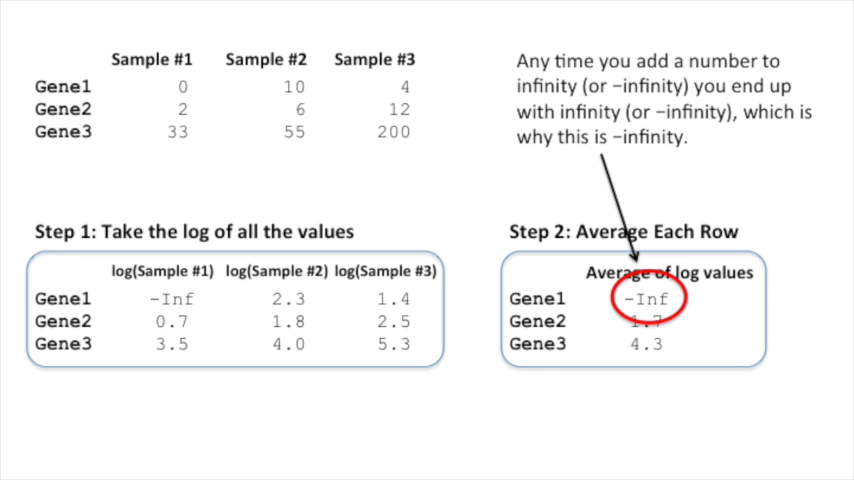 Sample #1 Sample #2 Sample #3
Gene1 0 10 4
Gene2 2 6 12
Gene3 33 55 200
Any time you add a number to
infinity (or −infinity) you end up
with infinity (or −infinity), which is
why this is −infinity.
Step 1: Take the log of all the values
log(Sample #1) log(Sample #2) log(Sample #3)
Gene1 -Inf 2.3 1.4
Gene2 0.7 1.8 2.5
Gene3 3.5 4.0 5.3
Step 2: Average Each Row
Average of log values
Gene1 -Inf
Gene2 1.7
Gene3 4.3